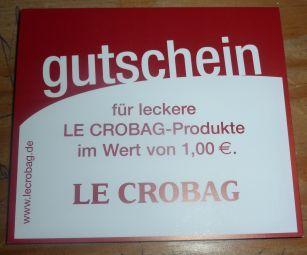 gutschein
für leckere
LE CROBAG-Produkte
im Wert von 1,00 €.
LE CROBAG
www.lecrobag.de